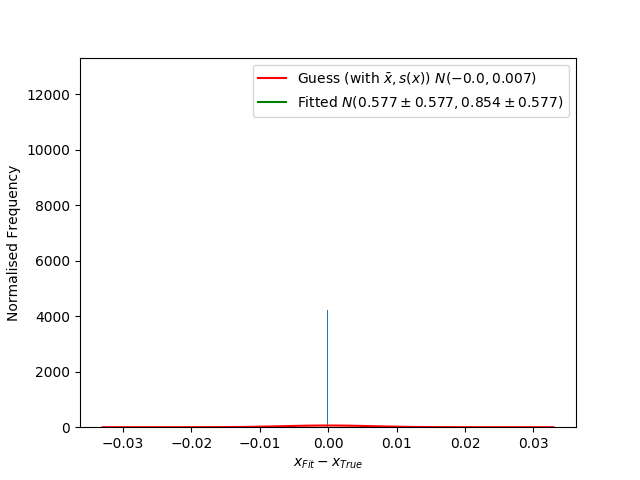 Guess (with x̄, s(x)) N(−0.0, 0.007)
Fitted N(0.577 ± 0.577, 0.854 ± 0.577)
12000
10000
8000
6000
4000
2000
0
Normalised Frequency
−0.03 −0.02 −0.01 0.00 0.01 0.02 0.03
x_Fit − x_True